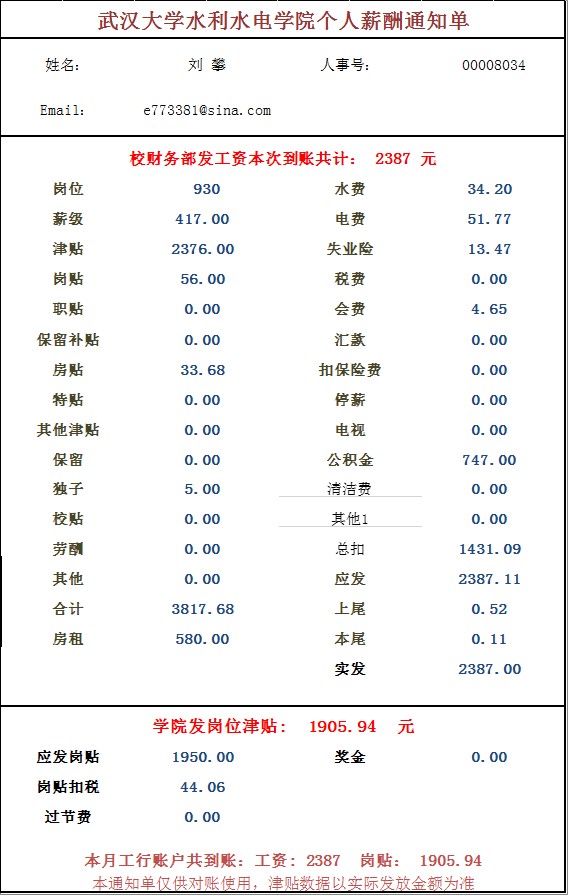 武汉大学水利水电学院个人薪酬通知单
姓名： 刘 攀 人事号： 00008034
Email： e773381@sina.com
校财务部发工资本次到账共计： 2387 元
岗位 930 水费 34.20
薪级 417.00 电费 51.77
津贴 2376.00 失业险 13.47
岗贴 56.00 税费 0.00
职贴 0.00 会费 4.65
保留补贴 0.00 汇款 0.00
房贴 33.68 扣保险费 0.00
特贴 0.00 停薪 0.00
其他津贴 0.00 电视 0.00
保留 0.00 公积金 747.00
独子 5.00 清洁费 0.00
校贴 0.00 其他1 0.00
劳酬 0.00 总扣 1431.09
其他 0.00 应发 2387.11
合计 3817.68 上尾 0.52
房租 580.00 本尾 0.11
实发 2387.00
学院发岗位津贴： 1905.94 元
应发岗贴 1950.00 奖金 0.00
岗贴扣税 44.06
过节费 0.00
本月工行账户共到账：工资：2387 岗贴： 1905.94
本通知单仅供对账使用，津贴数据以实际发放金额为准